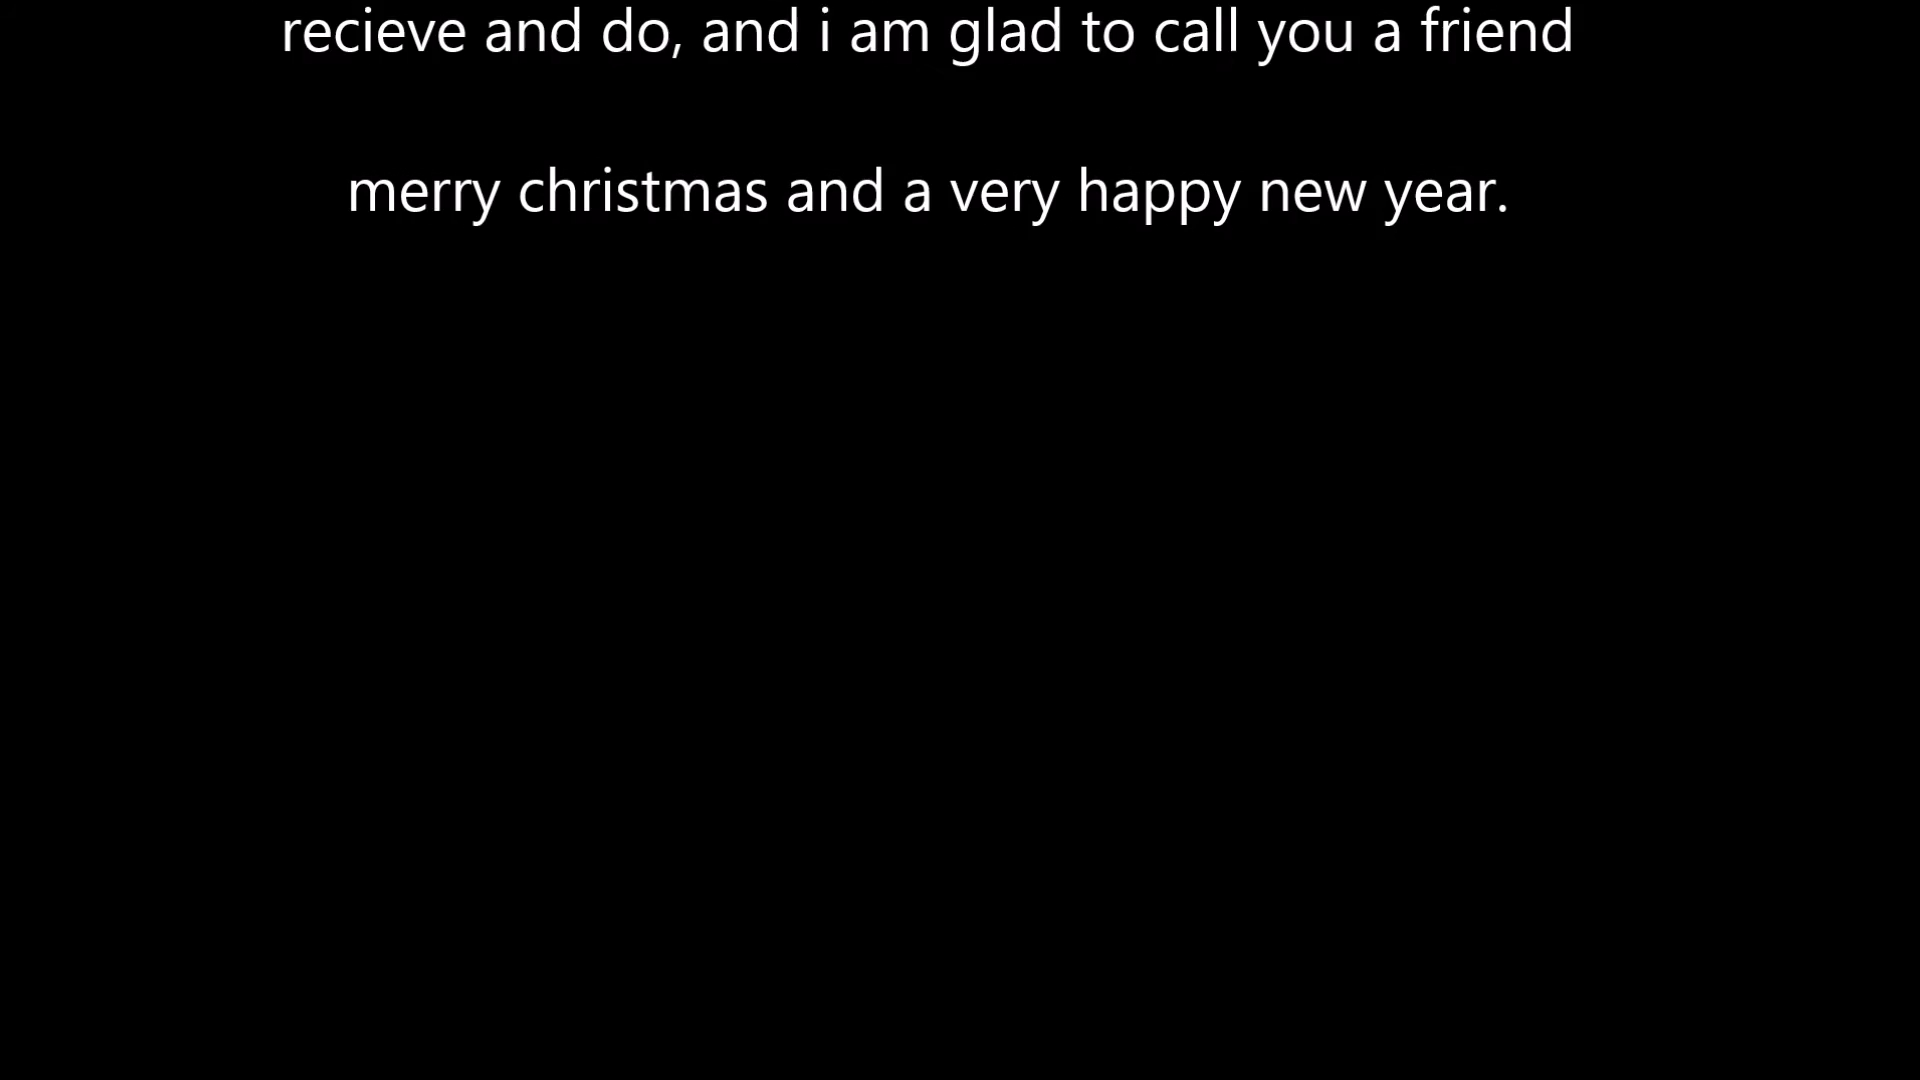 recieve and do, and i am glad to call you a friend
merry christmas and a very happy new year.